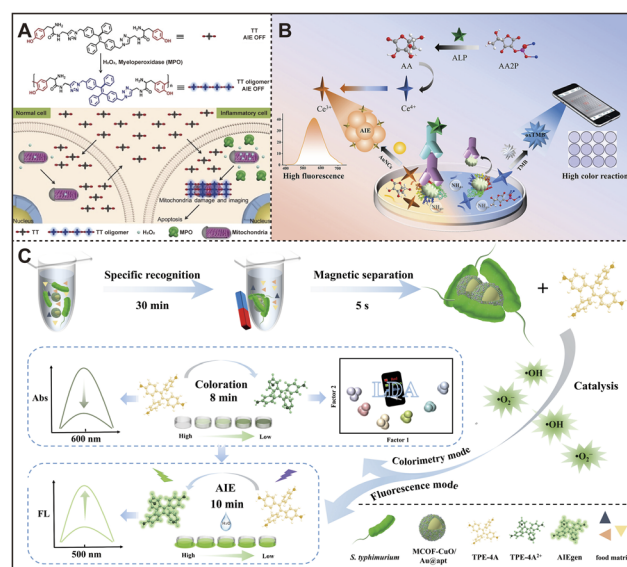 A
H₂O₂, Myeloperoxidase (MPO)
TT
AIE OFF
TT oligomer
AIE OFF
Normal cell
Inflammatory cell
Mitochondria damage and imaging
Apoptosis
Nucleus
Nucleus
TT
TT oligomer
H₂O₂
MPO
Mitochondria
B
AA
ALP
AA2P
Ce³⁺
Ce⁴⁺
AIE
AuNCs
TMB
oxTMB
NH₂
High fluorescence
High color reaction
C
Specific recognition
30 min
Magnetic separation
5 s
+
Coloration
8 min
Abs
600 nm
High
Low
LDA
Factor 2
Factor 1
•OH
•O₂⁻
•OH
•O₂⁻
Catalysis
Colorimetry mode
Fluorescence mode
AIE
10 min
FL
500 nm
High
Low
S. typhimurium
MCOF-CuO/
Au@apt
TPE-4A
TPE-4A²⁺
AIEgen
food matrix